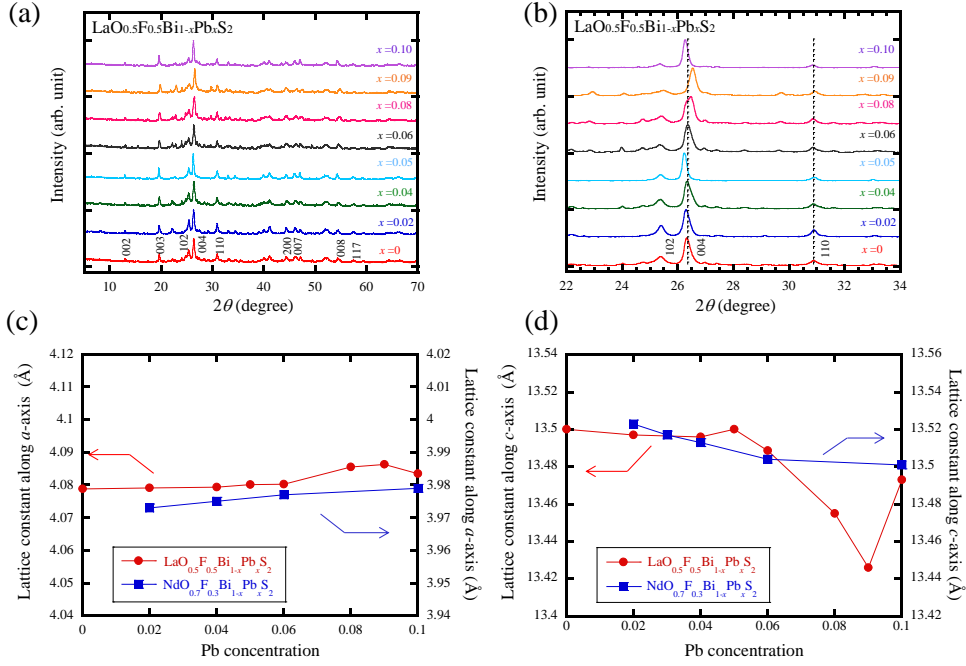 (a)
LaO0.5F0.5Bi11-xPbxS2
Intensity (arb. unit)
x =0.10
x =0.09
x =0.08
x =0.06
x =0.05
x =0.04
x =0.02
x =0
002
003
102
004
110
200
007
008
117
10 20 30 40 50 60 70
2θ (degree)
(b)
LaO0.5F0.5Bi11-xPbxS2
Intensity (arb. unit)
x =0.10
x =0.09
x =0.08
x =0.06
x =0.05
x =0.04
x =0.02
x =0
102
004
110
22 24 26 28 30 32 34
2θ (degree)
(c)
Lattice constant along a-axis (Å)
4.12
4.11
4.1
4.09
4.08
4.07
4.06
4.05
4.04
4.02
4.01
4
3.99
3.98
3.97
3.96
3.95
3.94
Lattice constant along a-axis (Å)
LaO0.5F0.5Bi1-xPbxS2
NdO0.7F0.3Bi1-xPbxS2
0 0.02 0.04 0.06 0.08 0.1
Pb concentration
(d)
Lattice constant along c-axis (Å)
13.54
13.52
13.5
13.48
13.46
13.44
13.42
13.4
13.56
13.54
13.52
13.5
13.48
13.46
13.44
13.42
Lattice constant along c-axis (Å)
LaO0.5F0.5Bi1-xPbxS2
NdO0.7F0.3Bi1-xPbxS2
0 0.02 0.04 0.06 0.08 0.1
Pb concentration